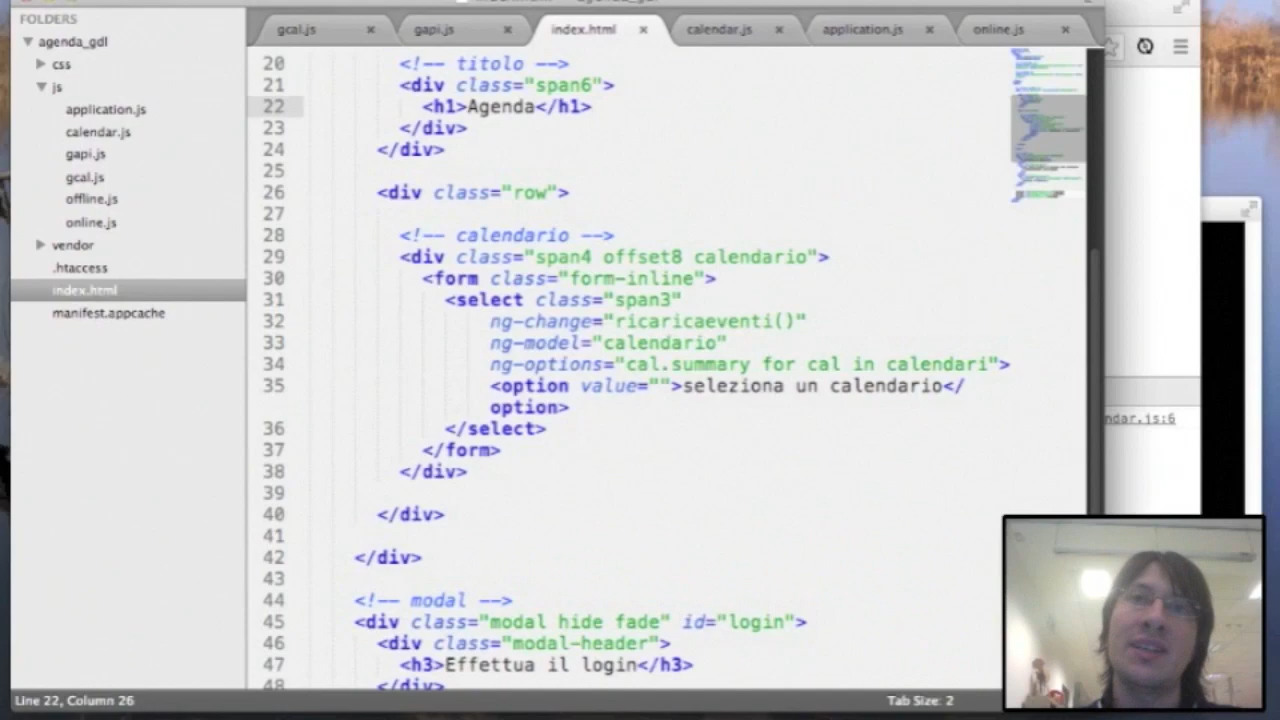 FOLDERS
agenda_gdl
css
js
application.js
calendar.js
gapi.js
gcal.js
offline.js
online.js
vendor
.htaccess
index.html
manifest.appcache
gcal.js × gapi.js × index.html × calendar.js × application.js × online.js ×
20 <!-- titolo -->
21 <div class="span6">
22 <h1>Agenda</h1>
23 </div>
24 </div>
25
26 <div class="row">
27
28 <!-- calendario -->
29 <div class="span4 offset8 calendario">
30 <form class="form-inline">
31 <select class="span3"
32 ng-change="ricaricaeventi()"
33 ng-model="calendario"
34 ng-options="cal.summary for cal in calendari">
35 <option value="">seleziona un calendario</
option>
36 </select>
37 </form>
38 </div>
39
40 </div>
41
42 </div>
43
44 <!-- modal -->
45 <div class="modal hide fade" id="login">
46 <div class="modal-header">
47 <h3>Effettua il login</h3>
48 </div>
ndar.js:6
Line 22, Column 26
Tab Size: 2